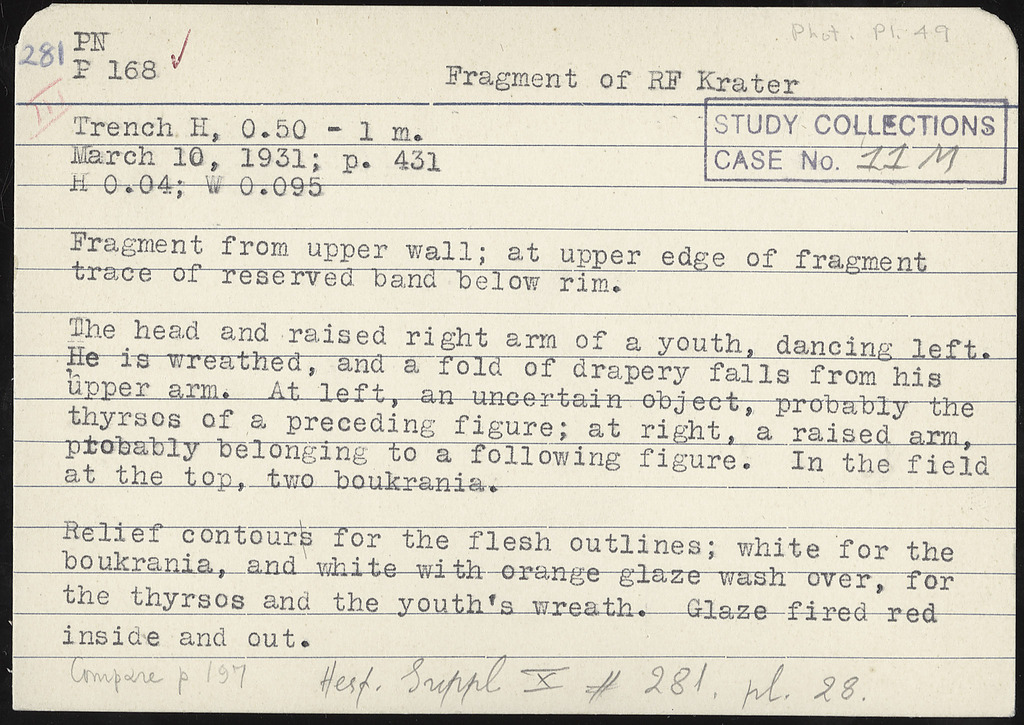 Phot. Pl. 49
281 PN
P 168 ✓
III
Fragment of RF Krater
STUDY COLLECTIONS
CASE No. 11 M
Trench H, 0.50 - 1 m.
March 10, 1931; p. 431
H 0.04; W 0.095
Fragment from upper wall; at upper edge of fragment
trace of reserved band below rim.
The head and raised right arm of a youth, dancing left.
He is wreathed, and a fold of drapery falls from his
upper arm. At left, an uncertain object, probably the
thyrsos of a preceding figure; at right, a raised arm,
probably belonging to a following figure. In the field
at the top, two boukrania.
Relief contours for the flesh outlines; white for the
boukrania, and white with orange glaze wash over, for
the thyrsos and the youth's wreath. Glaze fired red
inside and out.
Compare p 197
Hesp. Suppl X # 281. pl. 28.